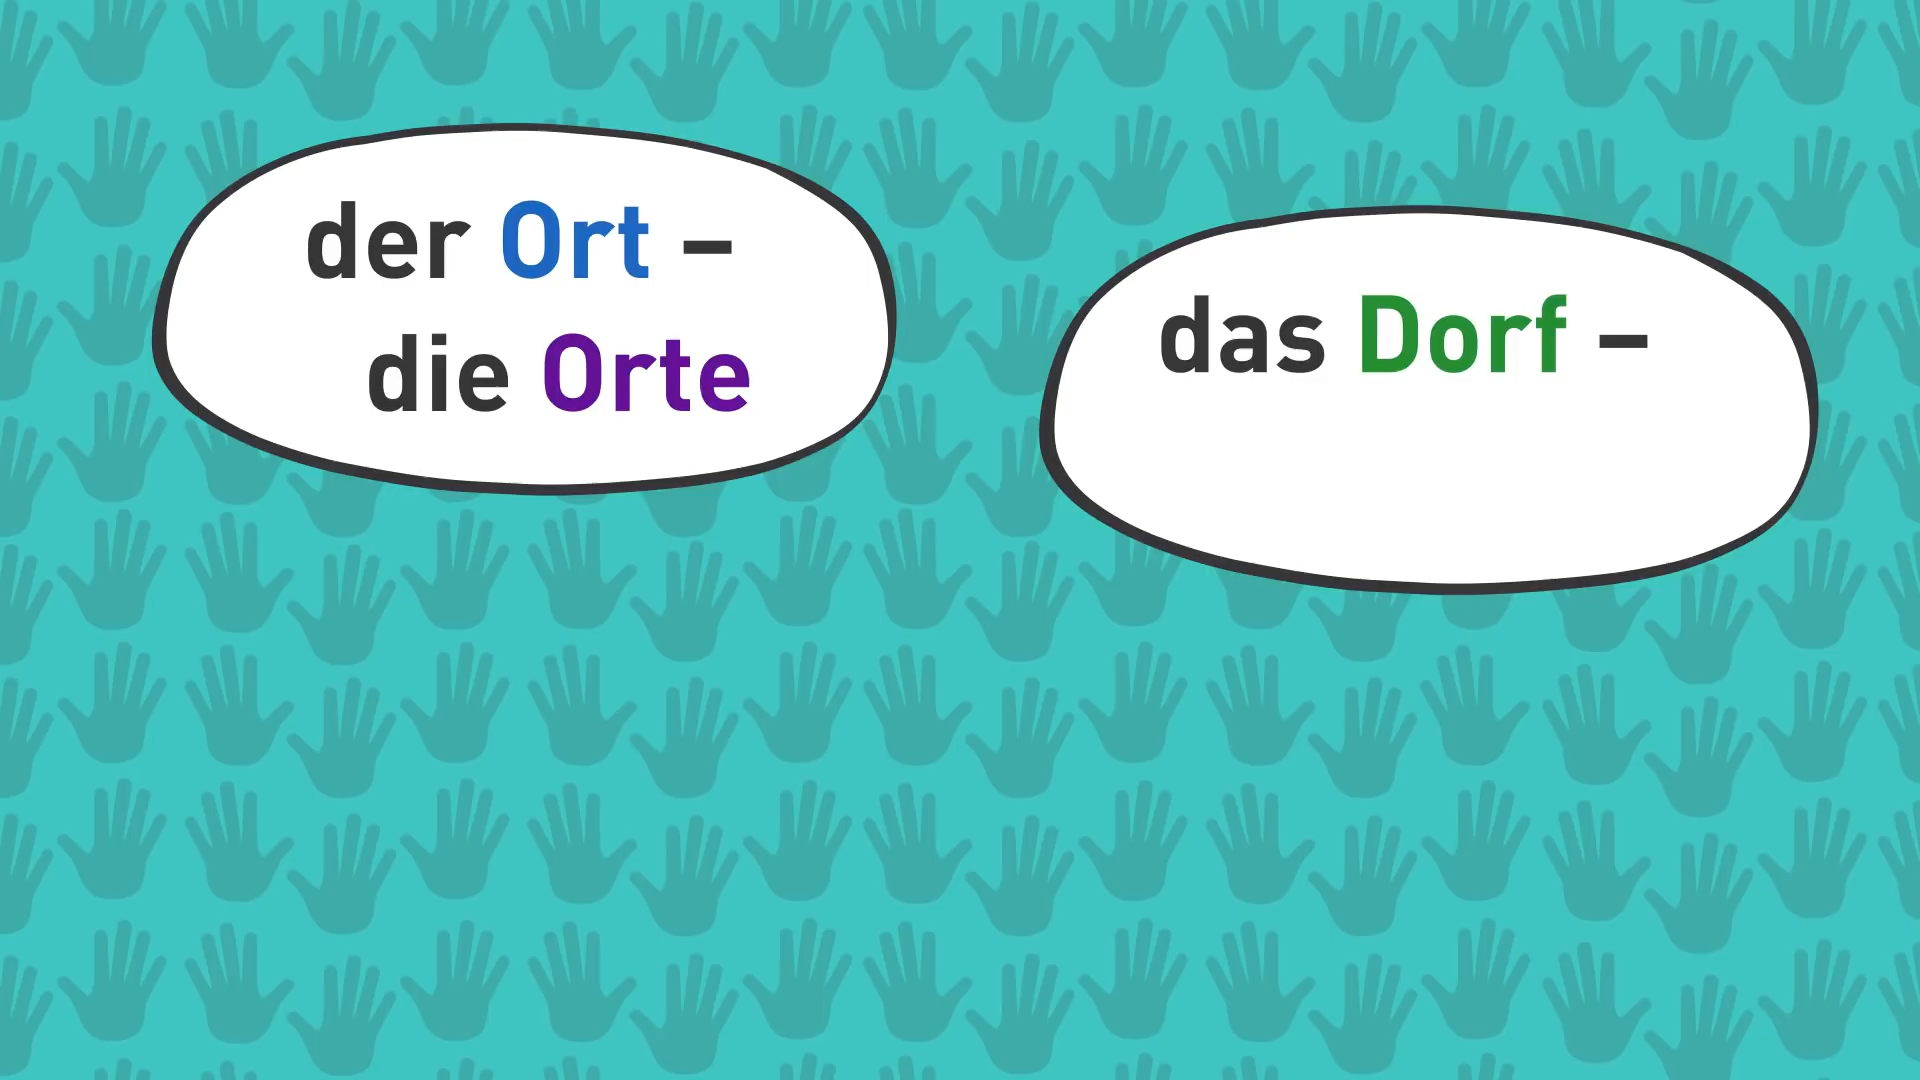 der Ort –
die Orte
das Dorf –